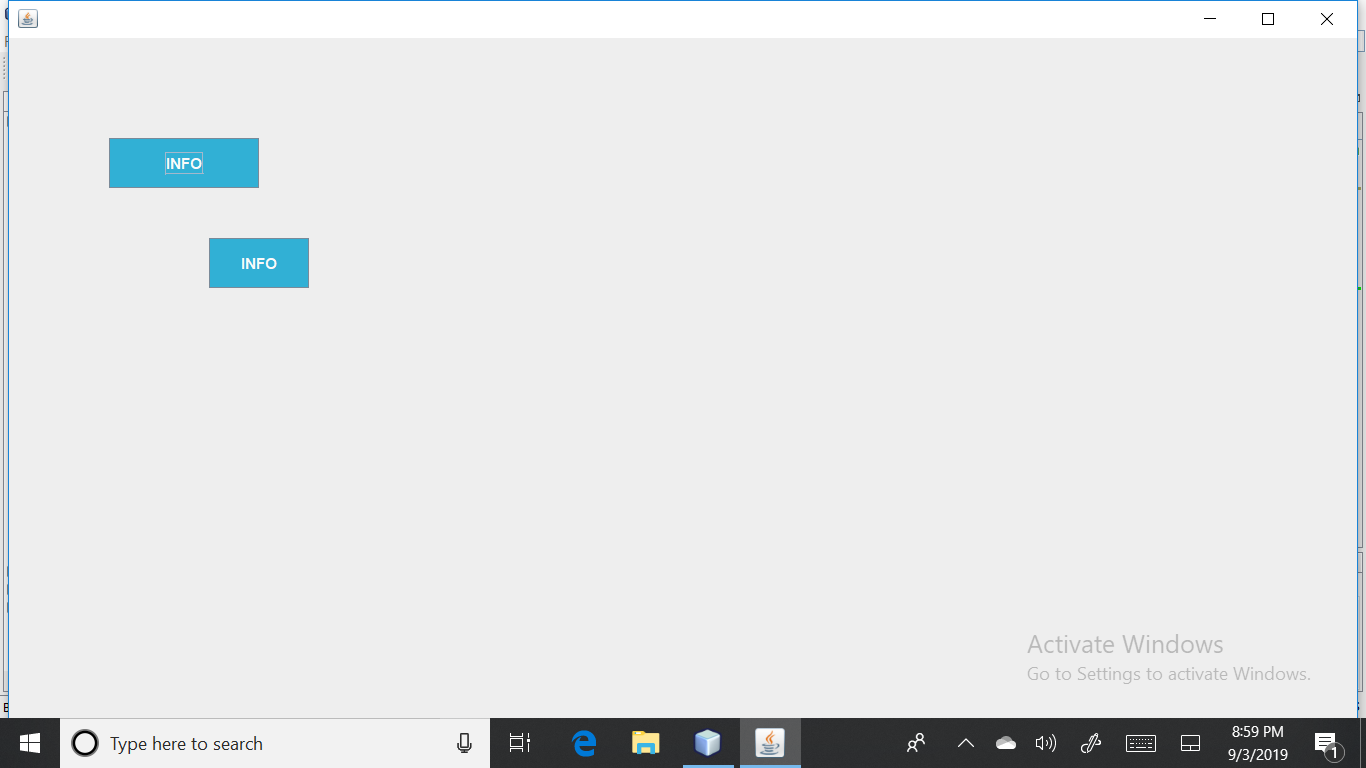 INFO
INFO
Activate Windows
Go to Settings to activate Windows.
Type here to search
8:59 PM
9/3/2019
1